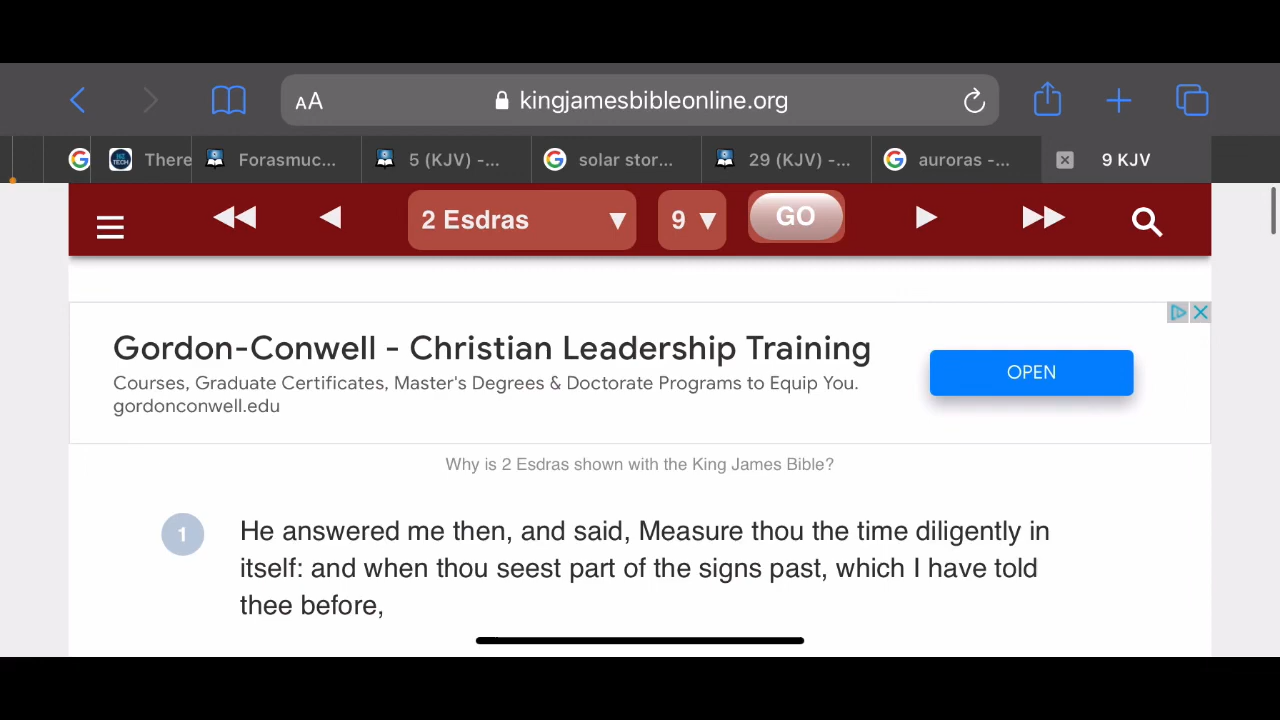 AA kingjamesbibleonline.org
There Forasmuc... 5 (KJV) -... solar stor... 29 (KJV) -... auroras -... 9 KJV
2 Esdras 9 GO
Gordon-Conwell - Christian Leadership Training
Courses, Graduate Certificates, Master's Degrees & Doctorate Programs to Equip You.
gordonconwell.edu
OPEN
Why is 2 Esdras shown with the King James Bible?
1 He answered me then, and said, Measure thou the time diligently in
itself: and when thou seest part of the signs past, which I have told
thee before,